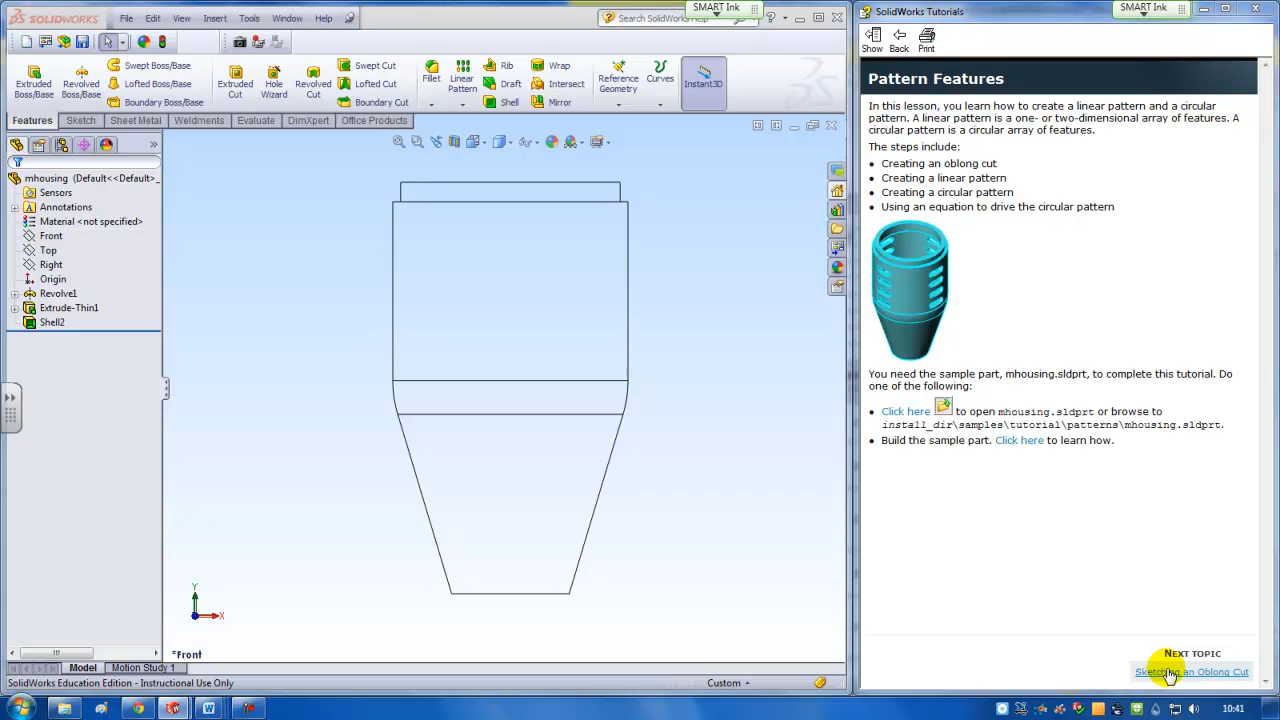 SOLIDWORKS File Edit View Insert Tools Window Help Search SolidWorks H
SMART Ink
Extruded Boss/Base
Revolved Boss/Base
Swept Boss/Base
Lofted Boss/Base
Boundary Boss/Base
Extruded Cut
Hole Wizard
Revolved Cut
Swept Cut
Lofted Cut
Boundary Cut
Fillet
Linear Pattern
Rib
Draft
Shell
Wrap
Intersect
Mirror
Reference Geometry
Curves
Instant3D
Features Sketch Sheet Metal Weldments Evaluate DimXpert Office Products
mhousing (Default<<Default>_
Sensors
Annotations
Material <not specified>
Front
Top
Right
Origin
Revolve1
Extrude-Thin1
Shell2
Y
X
*Front
Model Motion Study 1
SolidWorks Education Edition - Instructional Use Only
Custom
SolidWorks Tutorials
SMART Ink
Show Back Print
Pattern Features
In this lesson, you learn how to create a linear pattern and a circular
pattern. A linear pattern is a one- or two-dimensional array of features. A
circular pattern is a circular array of features.
The steps include:
• Creating an oblong cut
• Creating a linear pattern
• Creating a circular pattern
• Using an equation to drive the circular pattern
You need the sample part, mhousing.sldprt, to complete this tutorial. Do
one of the following:
• Click here to open mhousing.sldprt or browse to
install_dir\samples\tutorial\patterns\mhousing.sldprt.
• Build the sample part. Click here to learn how.
NEXT TOPIC
Sketching an Oblong Cut
10:41